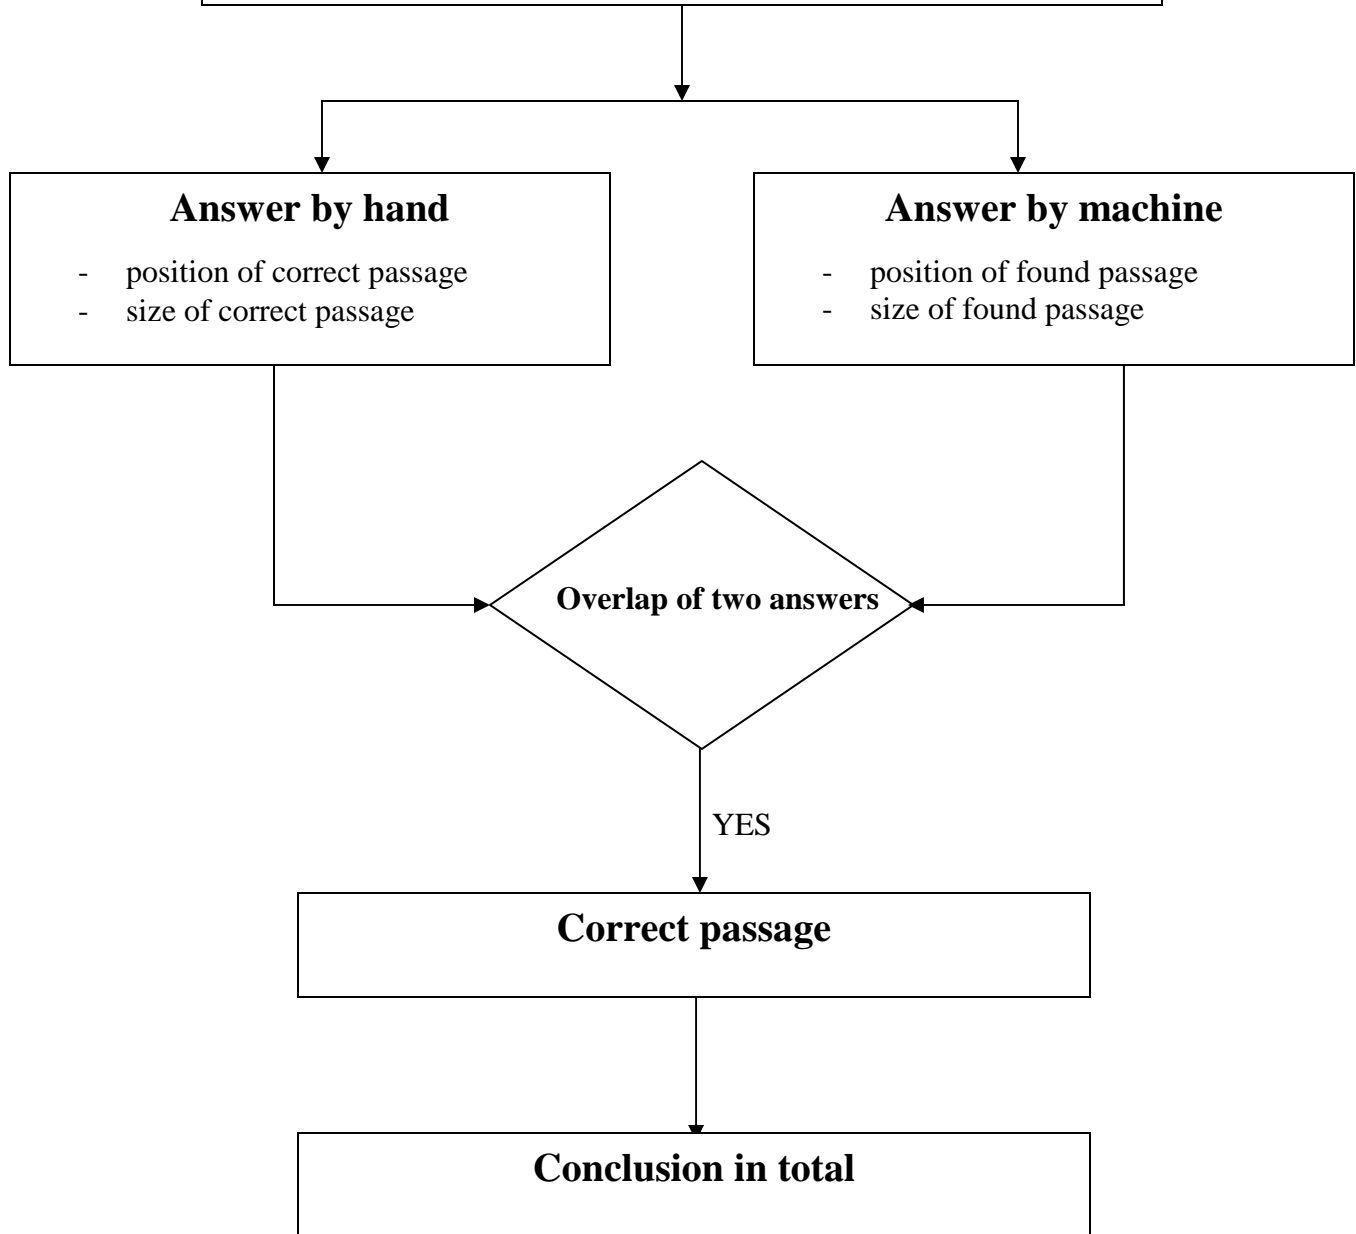 Answer by hand
- position of correct passage
- size of correct passage
Answer by machine
- position of found passage
- size of found passage
Overlap of two answers
YES
Correct passage
Conclusion in total